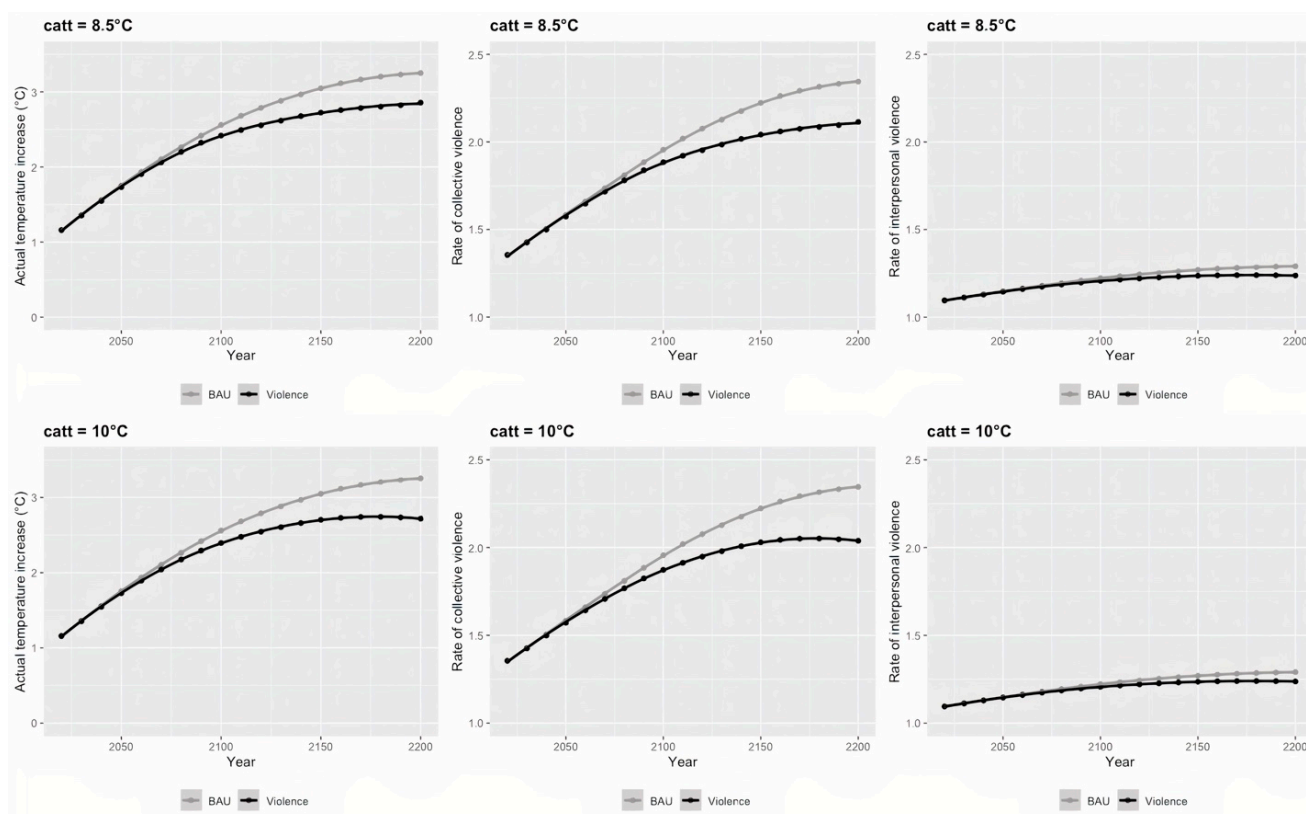 catt = 8.5°C
Actual temperature increase (°C)
3
2
1
0
2050 2100 2150 2200
Year
BAU Violence
catt = 8.5°C
Rate of collective violence
2.5
2.0
1.5
1.0
2050 2100 2150 2200
Year
BAU Violence
catt = 8.5°C
Rate of interpersonal violence
2.5
2.0
1.5
1.0
2050 2100 2150 2200
Year
BAU Violence
catt = 10°C
Actual temperature increase (°C)
3
2
1
0
2050 2100 2150 2200
Year
BAU Violence
catt = 10°C
Rate of collective violence
2.5
2.0
1.5
1.0
2050 2100 2150 2200
Year
BAU Violence
catt = 10°C
Rate of interpersonal violence
2.5
2.0
1.5
1.0
2050 2100 2150 2200
Year
BAU Violence